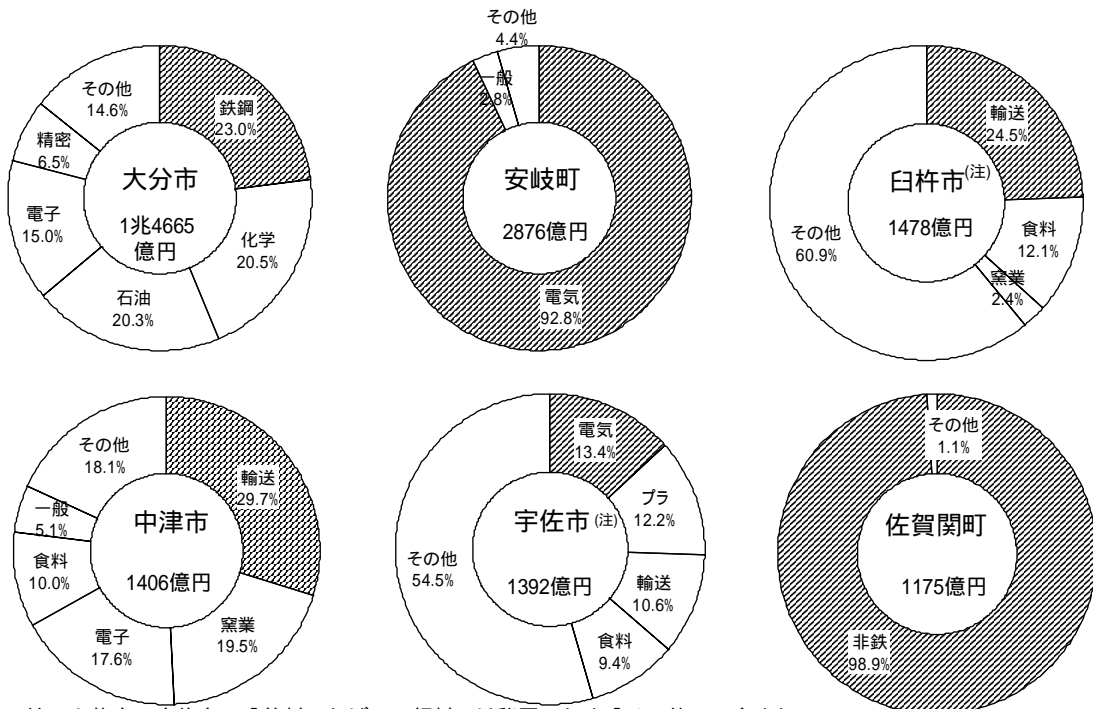 その他
14.6%
鉄鋼
23.0%
精密
6.5%
大分市
1兆4665
億円
電子
15.0%
化学
20.5%
石油
20.3%
その他
4.4%
一般
2.8%
安岐町
2876億円
電気
92.8%
輸送
24.5%
臼杵市(注)
1478億円
その他
60.9%
食料
12.1%
窯業
2.4%
その他
18.1%
輸送
29.7%
一般
5.1%
中津市
1406億円
食料
10.0%
電子
17.6%
窯業
19.5%
電気
13.4%
プラ
12.2%
宇佐市(注)
1392億円
その他
54.5%
輸送
10.6%
食料
9.4%
その他
1.1%
佐賀関町
1175億円
非鉄
98.9%